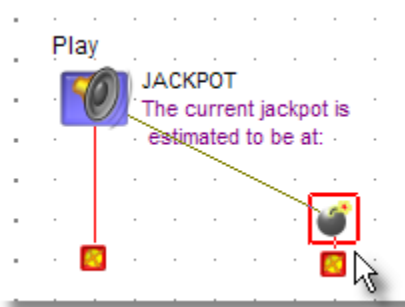 Play
JACKPOT
The current jackpot is
estimated to be at: